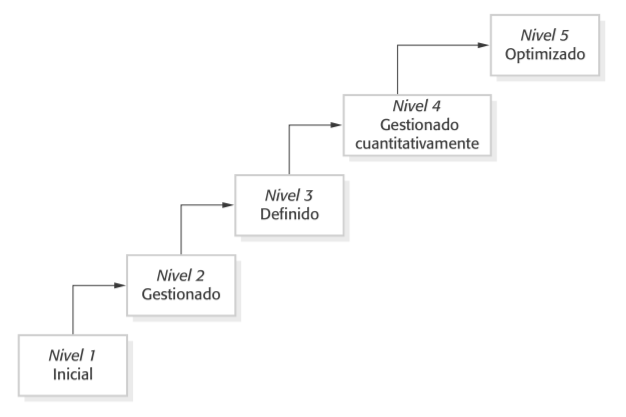 Nivel 5
Optimizado
Nivel 4
Gestionado
cuantitativamente
Nivel 3
Definido
Nivel 2
Gestionado
Nivel 1
Inicial